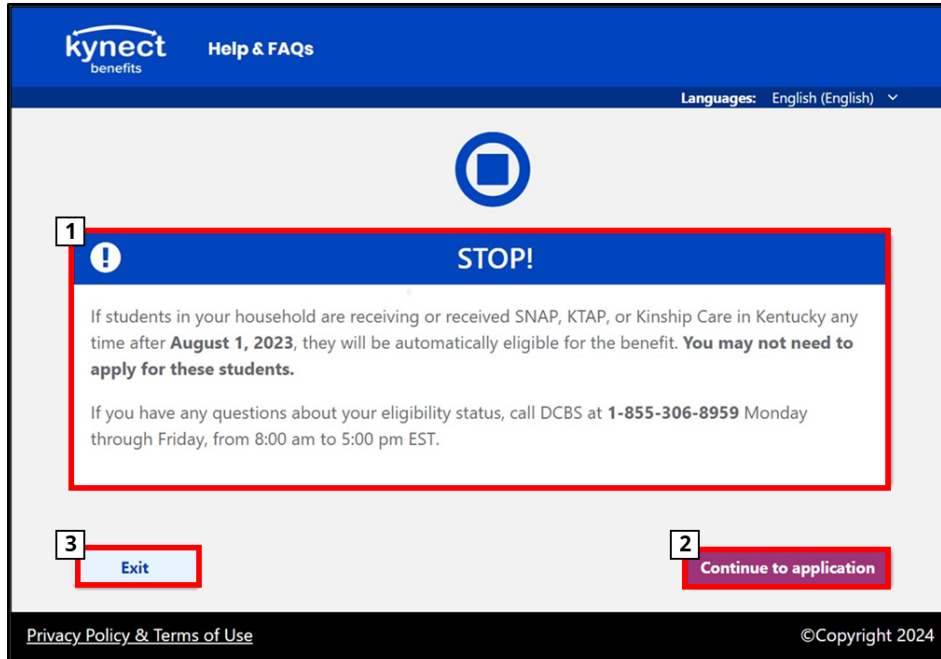 kynect
benefits
Help & FAQs
Languages: English (English)
1
!
STOP!
If students in your household are receiving or received SNAP, KTAP, or Kinship Care in Kentucky any
time after August 1, 2023, they will be automatically eligible for the benefit. You may not need to
apply for these students.
If you have any questions about your eligibility status, call DCBS at 1-855-306-8959 Monday
through Friday, from 8:00 am to 5:00 pm EST.
3
Exit
2
Continue to application
Privacy Policy & Terms of Use
©Copyright 2024